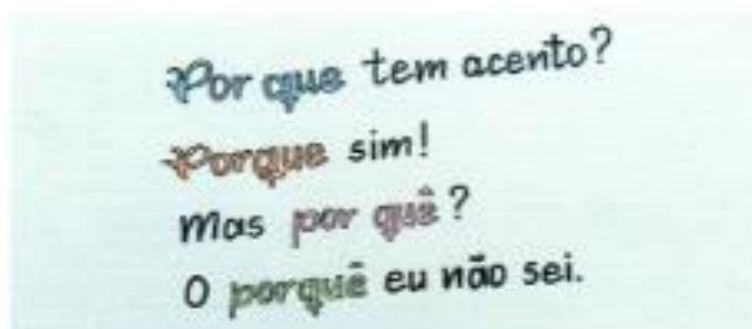 Por que tem acento?
Porque sim!
Mas por quê?
O porquê eu não sei.